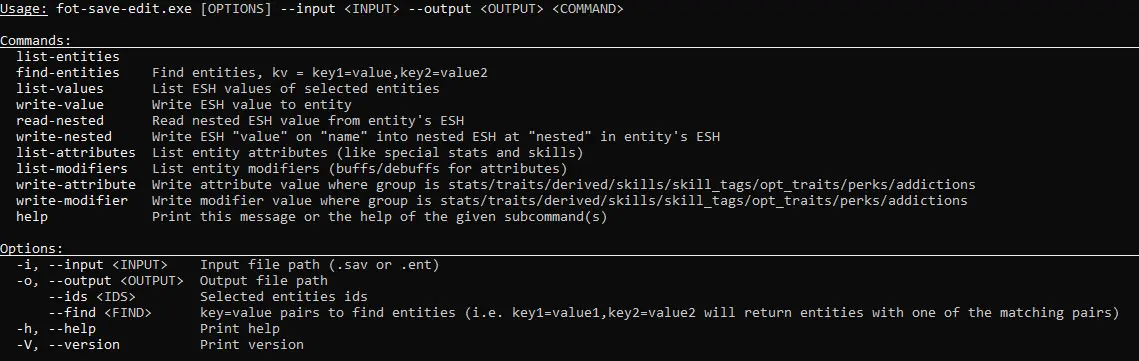 Usage: fot-save-edit.exe [OPTIONS] --input <INPUT> --output <OUTPUT> <COMMAND>
Commands:
list-entities
find-entities    Find entities, kv = key1=value,key2=value2
list-values      List ESH values of selected entities
write-value      Write ESH value to entity
read-nested      Read nested ESH value from entity's ESH
write-nested     Write ESH "value" on "name" into nested ESH at "nested" in entity's ESH
list-attributes  List entity attributes (like special stats and skills)
list-modifiers   List entity modifiers (buffs/debuffs for attributes)
write-attribute  Write attribute value where group is stats/traits/derived/skills/skill_tags/opt_traits/perks/addictions
write-modifier   Write modifier value where group is stats/traits/derived/skills/skill_tags/opt_traits/perks/addictions
help             Print this message or the help of the given subcommand(s)
Options:
-i, --input <INPUT>    Input file path (.sav or .ent)
-o, --output <OUTPUT>  Output file path
--ids <IDS>        Selected entities ids
--find <FIND>      key=value pairs to find entities (i.e. key1=value1,key2=value2 will return entities with one of the matching pairs)
-h, --help             Print help
-V, --version          Print version